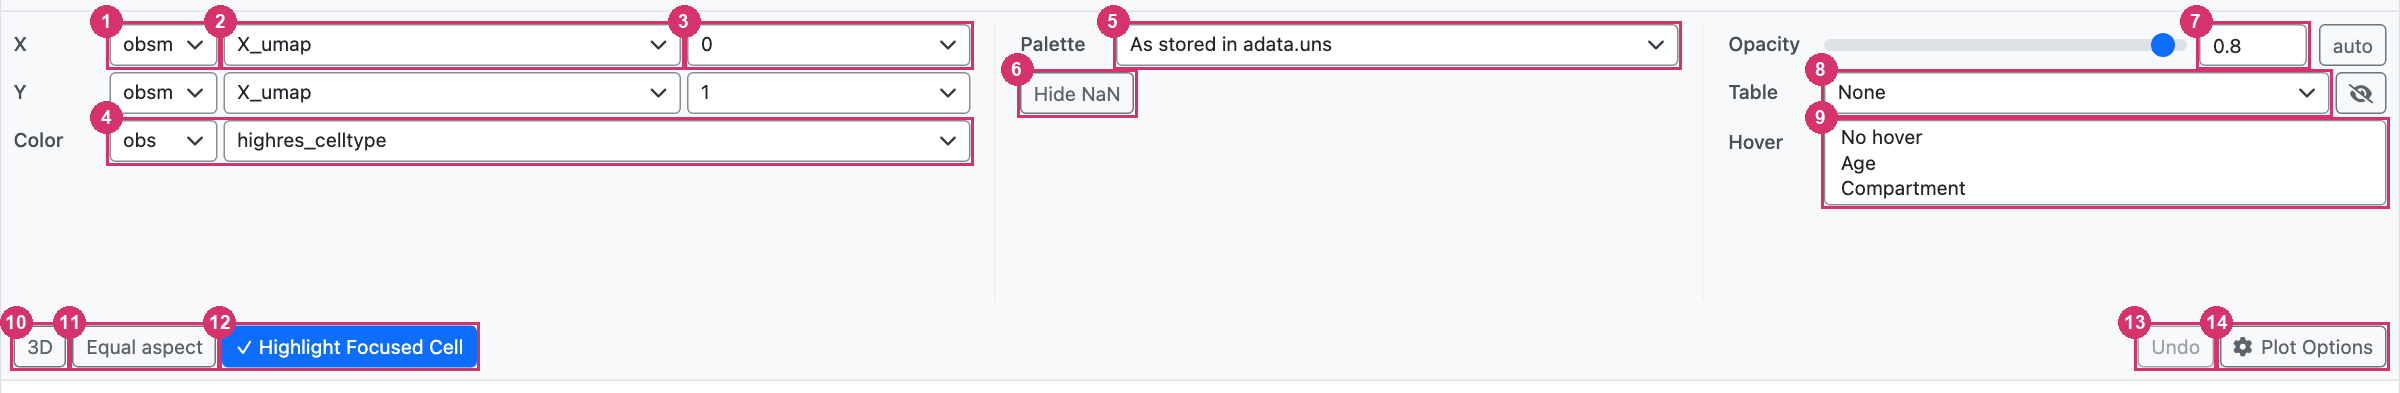 1 2 3 5 7
X obsm X_umap 0 Palette As stored in adata.uns Opacity 0.8 auto
6 8
Y obsm X_umap 1 Hide NaN Table None
4 9
Color obs highres_celltype Hover No hover
Age
Compartment
10 11 12 13 14
3D Equal aspect ✓ Highlight Focused Cell Undo Plot Options